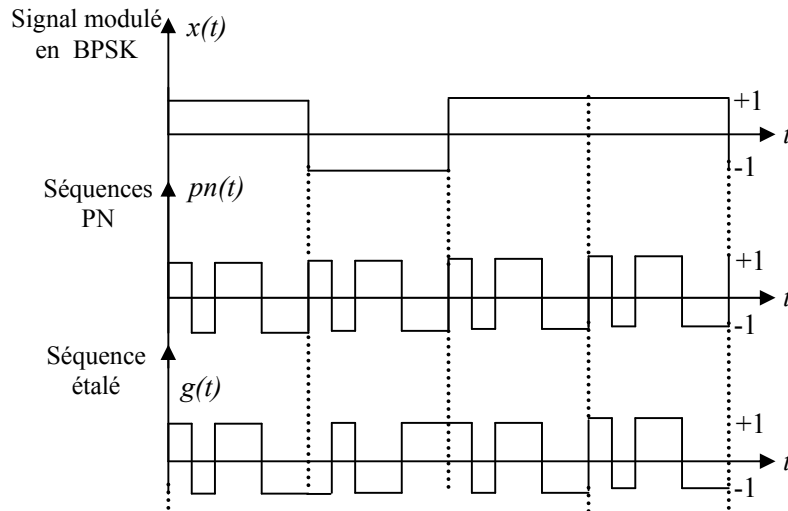 Signal modulé
en BPSK
x(t)
+1
t
-1
Séquences
PN
pn(t)
+1
t
-1
Séquence
étalé
g(t)
+1
t
-1